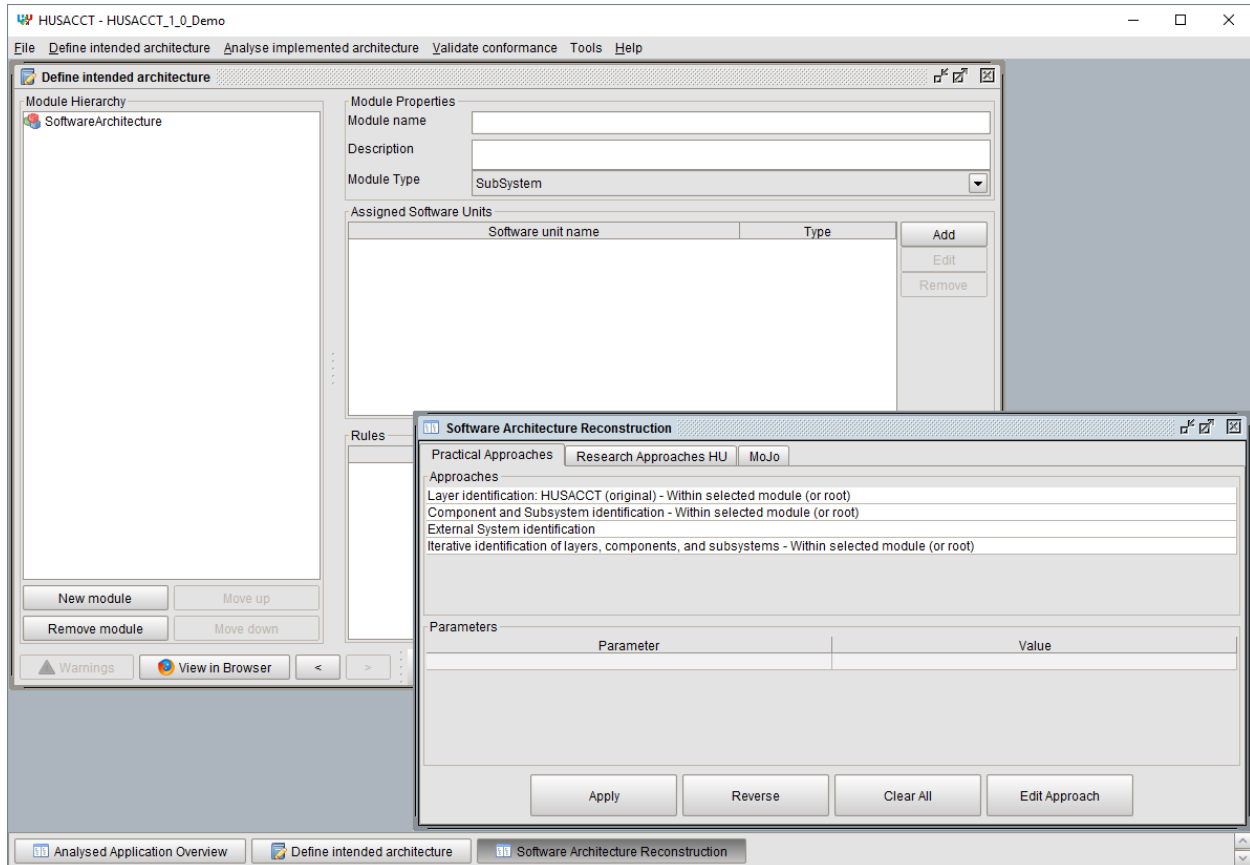 HUSACCT - HUSACCT_1_0_Demo
File Define intended architecture Analyse implemented architecture Validate conformance Tools Help
Define intended architecture
Module Hierarchy
SoftwareArchitecture
New module Move up
Remove module Move down
Module Properties
Module name
Description
Module Type SubSystem
Assigned Software Units
Software unit name Type
Add
Edit
Remove
Rules
Warnings View in Browser < >
Software Architecture Reconstruction
Practical Approaches Research Approaches HU MoJo
Approaches
Layer identification: HUSACCT (original) - Within selected module (or root)
Component and Subsystem identification - Within selected module (or root)
External System identification
Iterative identification of layers, components, and subsystems - Within selected module (or root)
Parameters
Parameter Value
Apply Reverse Clear All Edit Approach
Analysed Application Overview Define intended architecture Software Architecture Reconstruction